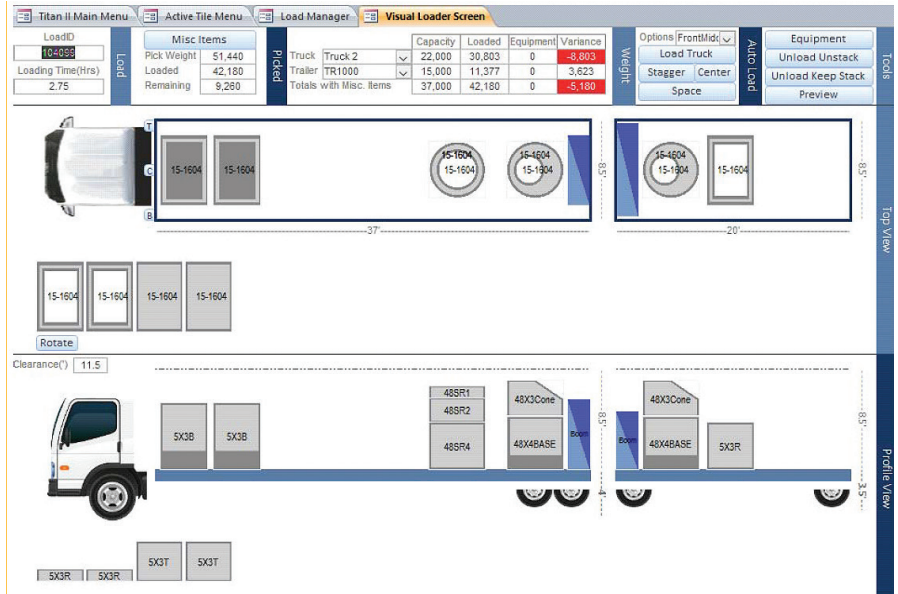 Titan II Main Menu Active Tile Menu Load Manager Visual Loader Screen
LoadID
104099
Loading Time(Hrs)
2.75
Load
Misc Items
Pick Weight 51,440
Loaded 42,180
Remaining 9,260
Picked
Capacity Loaded Equipment Variance
Truck Truck 2 22,000 30,803 0 -8,803
Trailer TR1000 15,000 11,377 0 3,623
Totals with Misc. Items 37,000 42,180 0 -5,180
Weight
Options FrontMidc
Load Truck
Stagger Center
Space
Auto Load
Equipment
Unload Unstack
Unload Keep Stack
Preview
Tools
T
C
B
15-1604 15-1604 15-1604 15-1604 15-1604 15-1604
15-1604 15-1604 15-1604 15-1604
8.5' 8.5'
37' 20'
Top View
15-1604 15-1604 15-1604 15-1604
Rotate
Clearance(') 11.5
5X3B 5X3B
48SR1
48SR2
48SR4
48X3Cone
48X4BASE
Boom
8.5'
4'
Boom
48X3Cone
48X4BASE
5X3R
8.5'
3.5'
Profile View
5X3R 5X3R 5X3T 5X3T